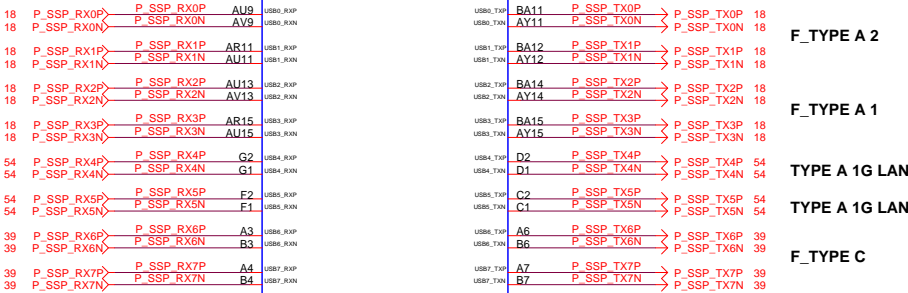 18 P_SSP_RX0P P_SSP_RX0P AU9 USB0_RXP USB0_TXP BA11 P_SSP_TX0P P_SSP_TX0P 18
18 P_SSP_RX0N P_SSP_RX0N AV9 USB0_RXN USB0_TXN AY11 P_SSP_TX0N P_SSP_TX0N 18
F_TYPE A 2
18 P_SSP_RX1P P_SSP_RX1P AR11 USB1_RXP USB1_TXP BA12 P_SSP_TX1P P_SSP_TX1P 18
18 P_SSP_RX1N P_SSP_RX1N AU11 USB1_RXN USB1_TXN AY12 P_SSP_TX1N P_SSP_TX1N 18
18 P_SSP_RX2P P_SSP_RX2P AU13 USB2_RXP USB2_TXP BA14 P_SSP_TX2P P_SSP_TX2P 18
18 P_SSP_RX2N P_SSP_RX2N AV13 USB2_RXN USB2_TXN AY14 P_SSP_TX2N P_SSP_TX2N 18
F_TYPE A 1
18 P_SSP_RX3P P_SSP_RX3P AR15 USB3_RXP USB3_TXP BA15 P_SSP_TX3P P_SSP_TX3P 18
18 P_SSP_RX3N P_SSP_RX3N AU15 USB3_RXN USB3_TXN AY15 P_SSP_TX3N P_SSP_TX3N 18
54 P_SSP_RX4P P_SSP_RX4P G2 USB4_RXP USB4_TXP D2 P_SSP_TX4P P_SSP_TX4P 54
54 P_SSP_RX4N P_SSP_RX4N G1 USB4_RXN USB4_TXN D1 P_SSP_TX4N P_SSP_TX4N 54 TYPE A 1G LAN
54 P_SSP_RX5P P_SSP_RX5P F2 USB5_RXP USB5_TXP C2 P_SSP_TX5P P_SSP_TX5P 54
54 P_SSP_RX5N P_SSP_RX5N F1 USB5_RXN USB5_TXN C1 P_SSP_TX5N P_SSP_TX5N 54 TYPE A 1G LAN
39 P_SSP_RX6P P_SSP_RX6P A3 USB6_RXP USB6_TXP A6 P_SSP_TX6P P_SSP_TX6P 39
39 P_SSP_RX6N P_SSP_RX6N B3 USB6_RXN USB6_TXN B6 P_SSP_TX6N P_SSP_TX6N 39
F_TYPE C
39 P_SSP_RX7P P_SSP_RX7P A4 USB7_RXP USB7_TXP A7 P_SSP_TX7P P_SSP_TX7P 39
39 P_SSP_RX7N P_SSP_RX7N B4 USB7_RXN USB7_TXN B7 P_SSP_TX7N P_SSP_TX7N 39